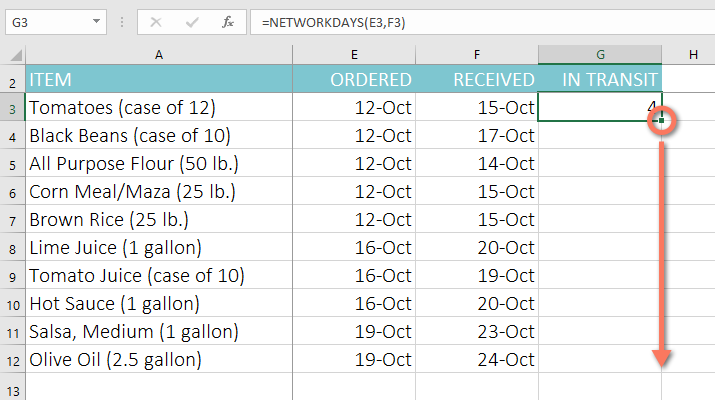 G3 fx =NETWORKDAYS(E3,F3)
A E F G H
2 ITEM ORDERED RECEIVED IN TRANSIT
3 Tomatoes (case of 12) 12-Oct 15-Oct 4
4 Black Beans (case of 10) 12-Oct 17-Oct
5 All Purpose Flour (50 lb.) 12-Oct 14-Oct
6 Corn Meal/Maza (25 lb.) 12-Oct 15-Oct
7 Brown Rice (25 lb.) 12-Oct 15-Oct
8 Lime Juice (1 gallon) 16-Oct 20-Oct
9 Tomato Juice (case of 10) 16-Oct 19-Oct
10 Hot Sauce (1 gallon) 16-Oct 20-Oct
11 Salsa, Medium (1 gallon) 19-Oct 23-Oct
12 Olive Oil (2.5 gallon) 19-Oct 24-Oct
13